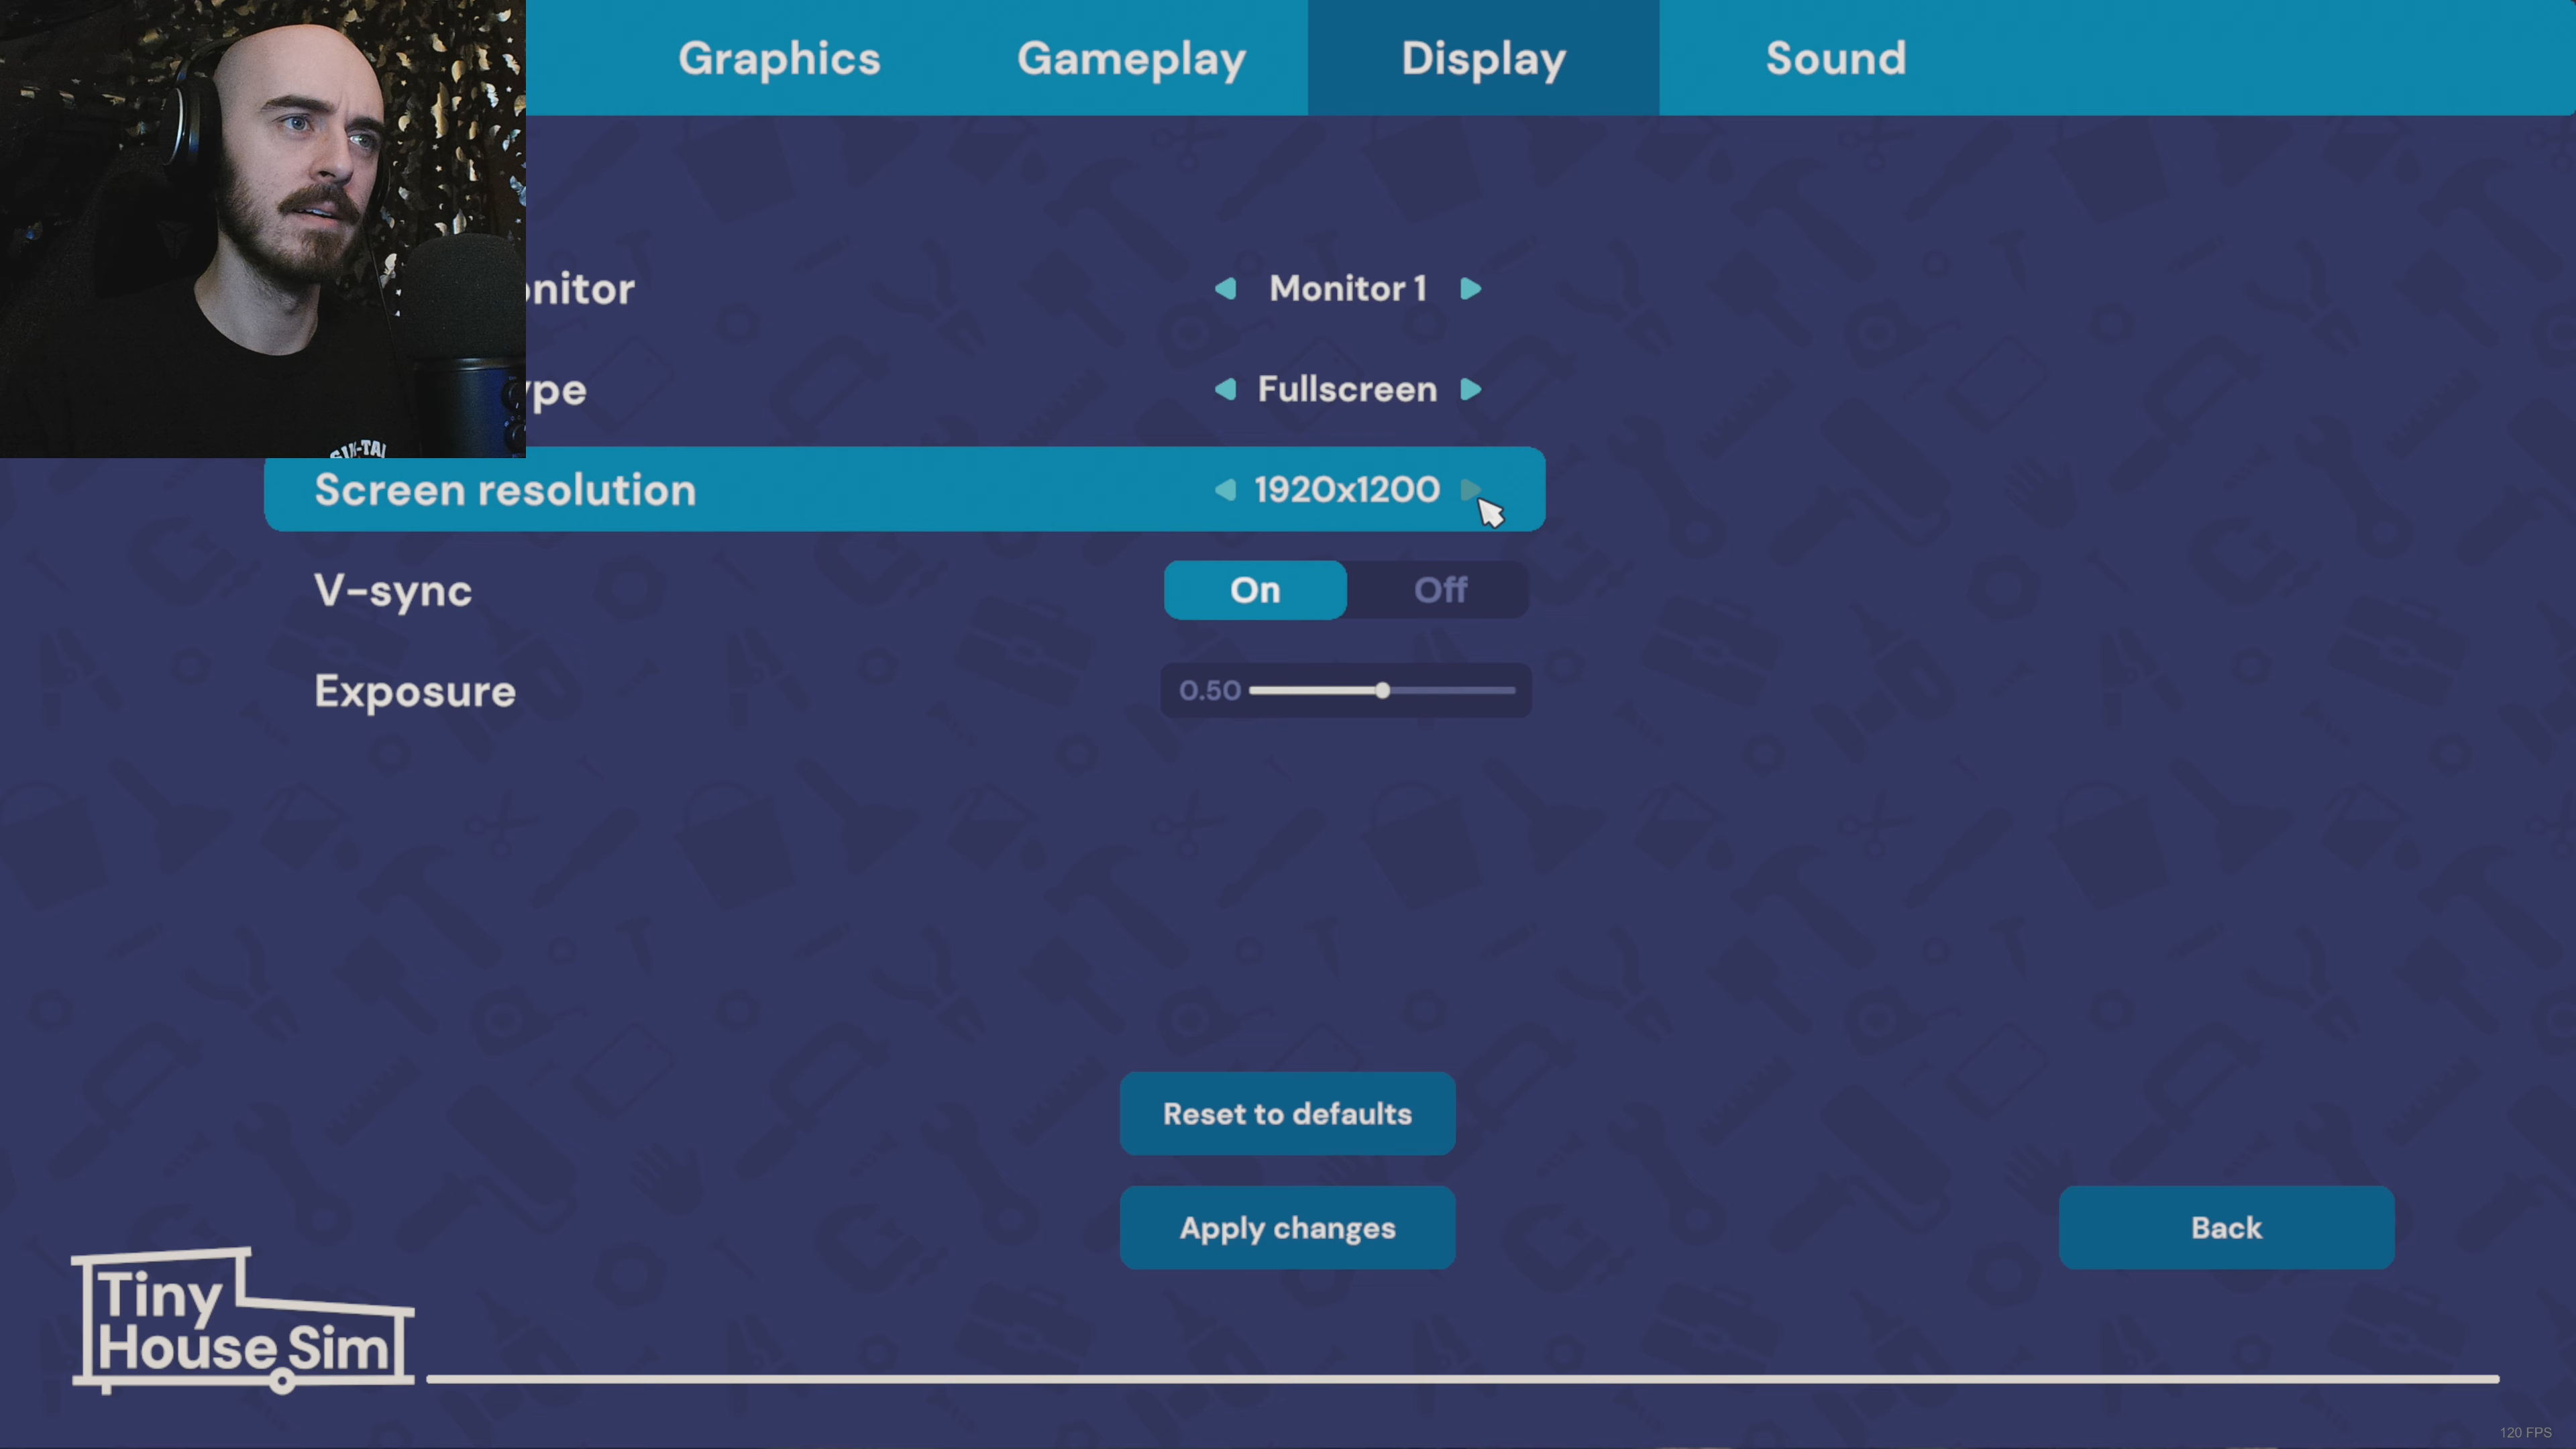 Graphics
Gameplay
Display
Sound
nitor
Monitor 1
ype
Fullscreen
Screen resolution
1920x1200
V-sync
On
Off
Exposure
0.50
Reset to defaults
Apply changes
Back
Tiny
House Sim
120 FPS